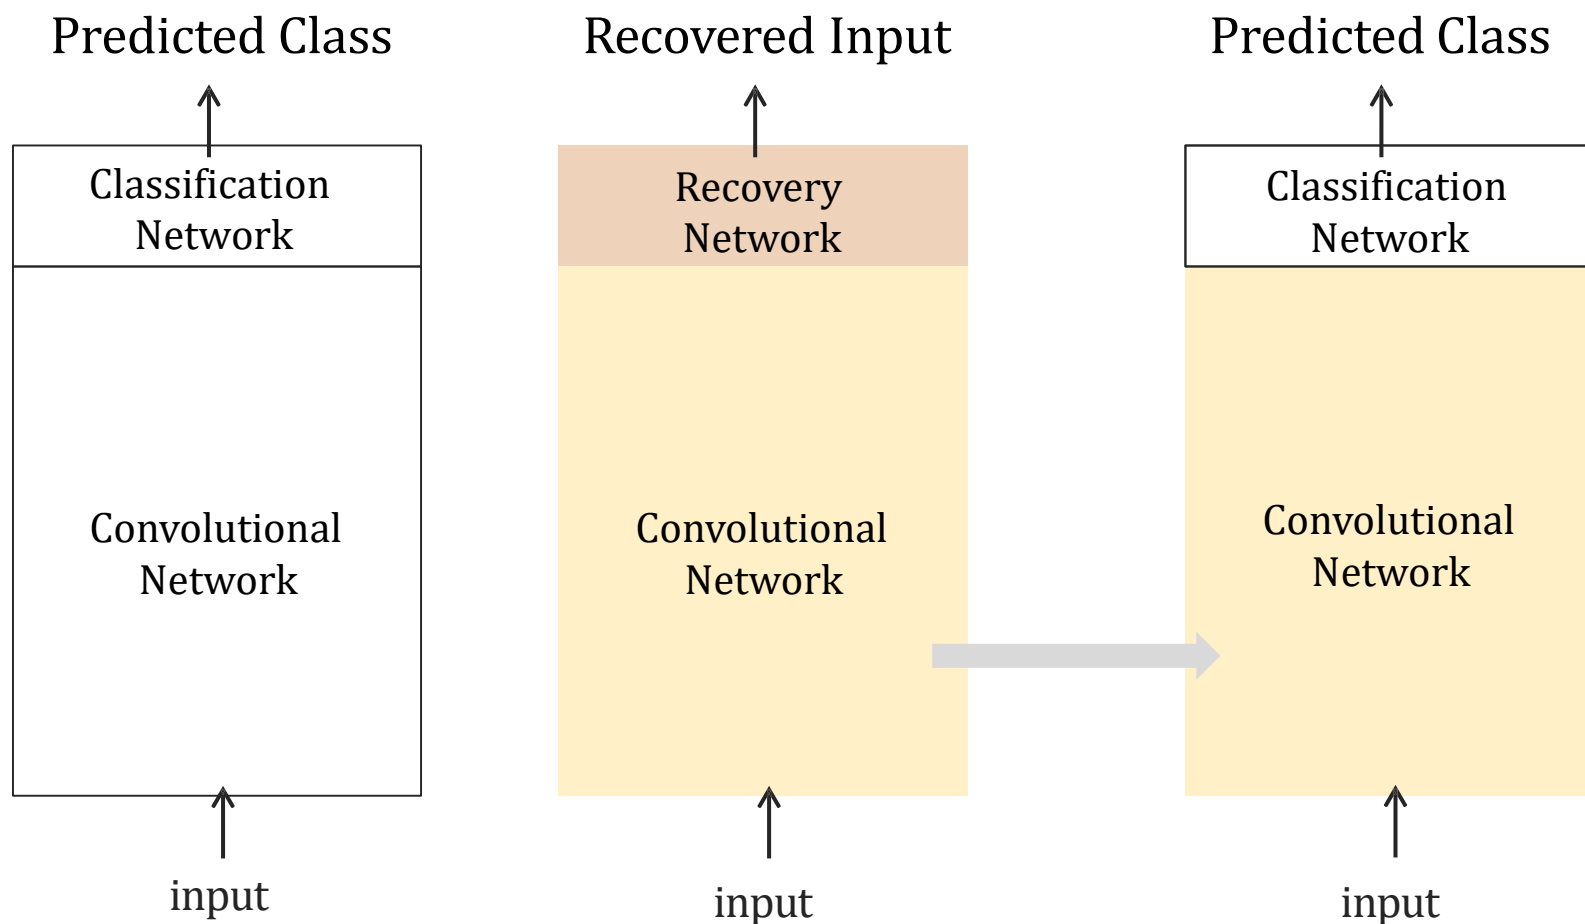 Predicted Class
Recovered Input
Predicted Class
Classification
Network
Recovery
Network
Classification
Network
Convolutional
Network
Convolutional
Network
Convolutional
Network
input
input
input